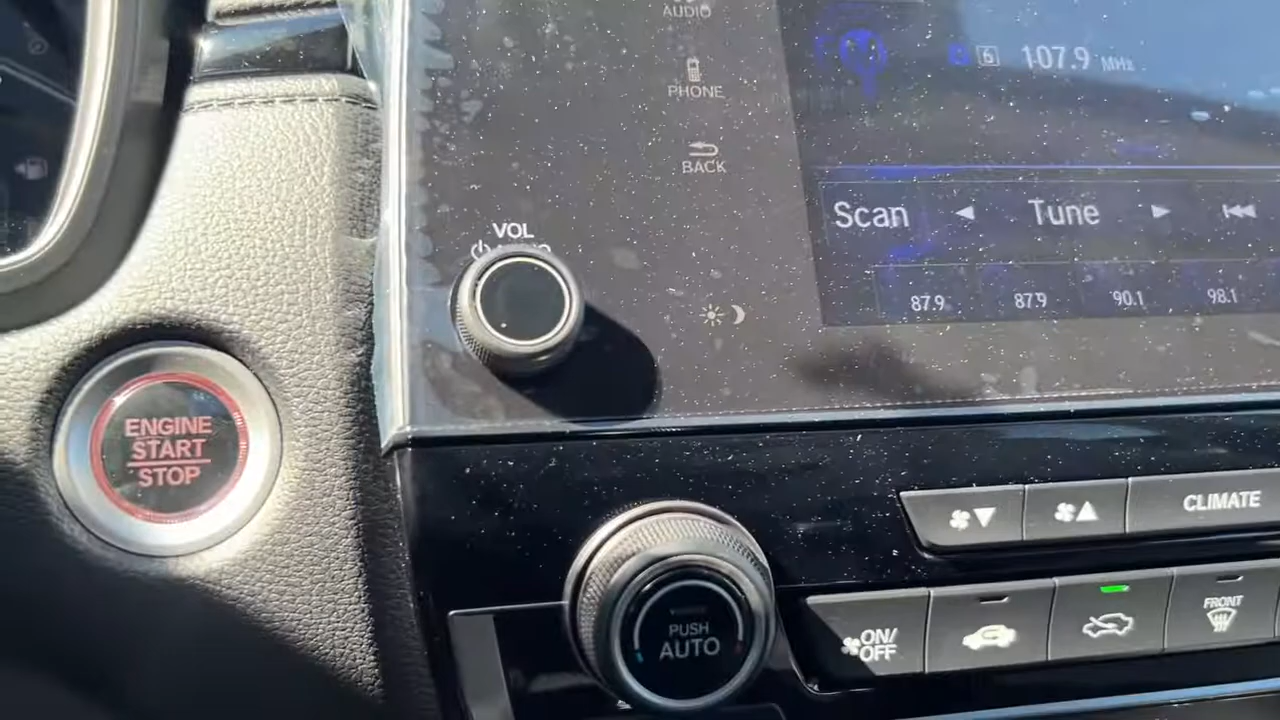 AUDIO
PHONE
BACK
VOL
6 107.9 MHz
Scan Tune
87.9 87.9 90.1 98.1
ENGINE
START
STOP
PUSH
AUTO
CLIMATE
ON/
OFF
FRONT